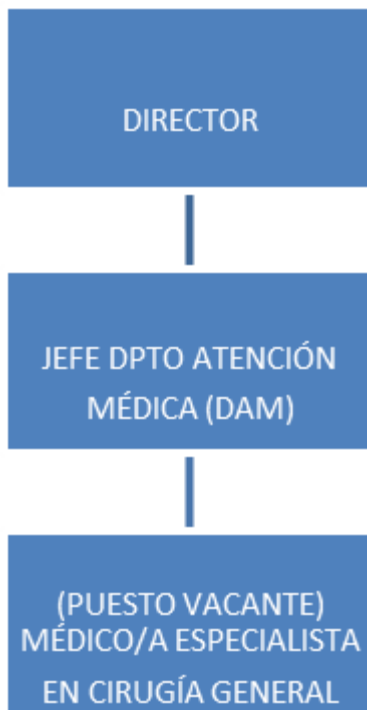 DIRECTOR
JEFE DPTO ATENCIÓN
MÉDICA (DAM)
(PUESTO VACANTE)
MÉDICO/A ESPECIALISTA
EN CIRUGÍA GENERAL